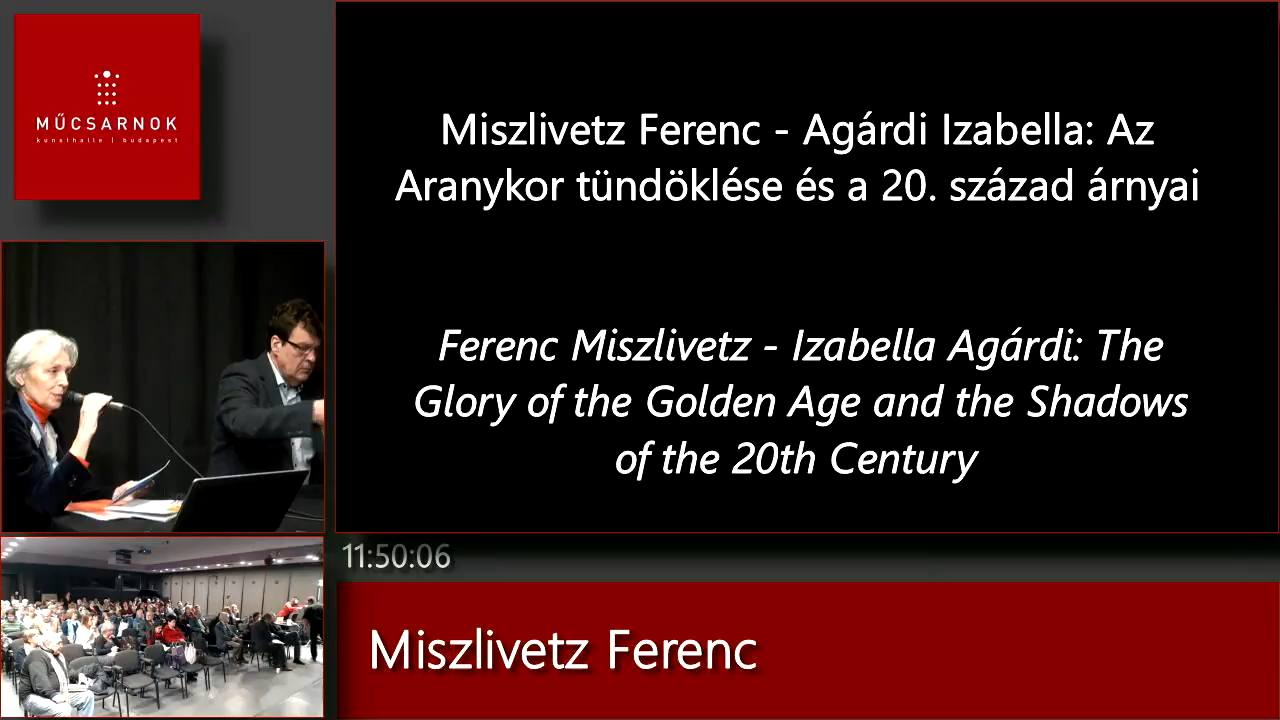 MŰCSARNOK
kunsthalle | budapest
Miszlivetz Ferenc - Agárdi Izabella: Az
Aranykor tündöklése és a 20. század árnyai
Ferenc Miszlivetz - Izabella Agárdi: The
Glory of the Golden Age and the Shadows
of the 20th Century
11:50:06
Miszlivetz Ferenc